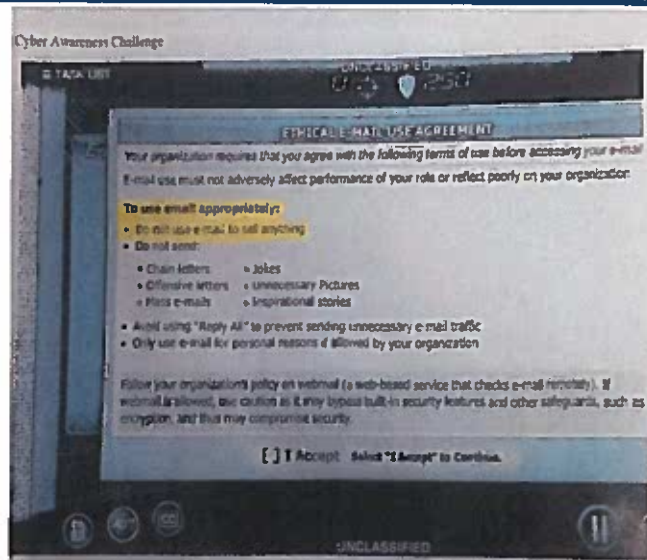 Cyber Awareness Challenge
TASK LIST
UNCLASSIFIED
ETHICAL E-MAIL USE AGREEMENT
Your organization requires that you agree with the following terms of use before accessing your e-mail
E-mail use must not adversely affect performance of your role or reflect poorly on your organization
To use email appropriately:
• Do not use e-mail to sell anything
• Do not send:
• Chain letters • Jokes
• Offensive letters • Unnecessary Pictures
• Mass e-mails • Inspirational stories
• Avoid using "Reply All" to prevent sending unnecessary e-mail traffic
• Only use e-mail for personal reasons if allowed by your organization
Follow your organization's policy on webmail (a web-based service that checks e-mail remotely). If
webmail is allowed, use caution as it may bypass built-in security features and other safeguards, such as
encryption, and thus may compromise security.
[ ] I Accept Select "I Accept" to Continue.
UNCLASSIFIED